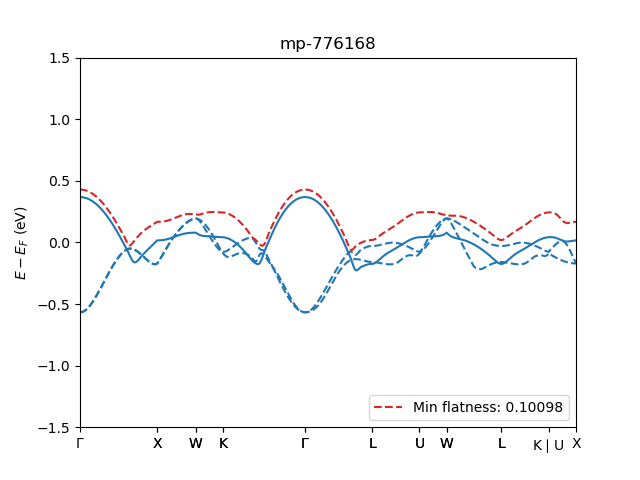 mp-776168
E − E_F (eV)
1.5
1.0
0.5
0.0
−0.5
−1.0
−1.5
Min flatness: 0.10098
Γ X W K Γ L U W L K | U X